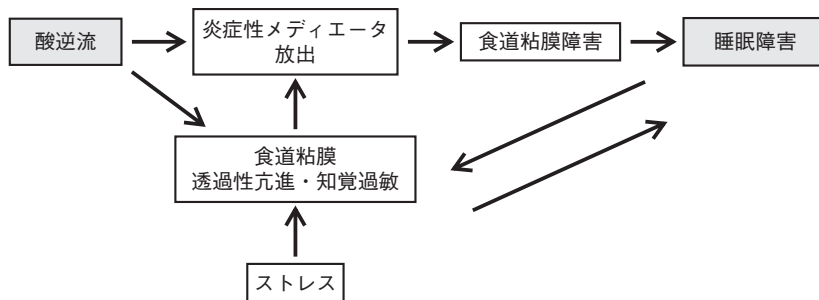 酸逆流
炎症性メディエータ
放出
食道粘膜障害
睡眠障害
食道粘膜
透過性亢進・知覚過敏
ストレス